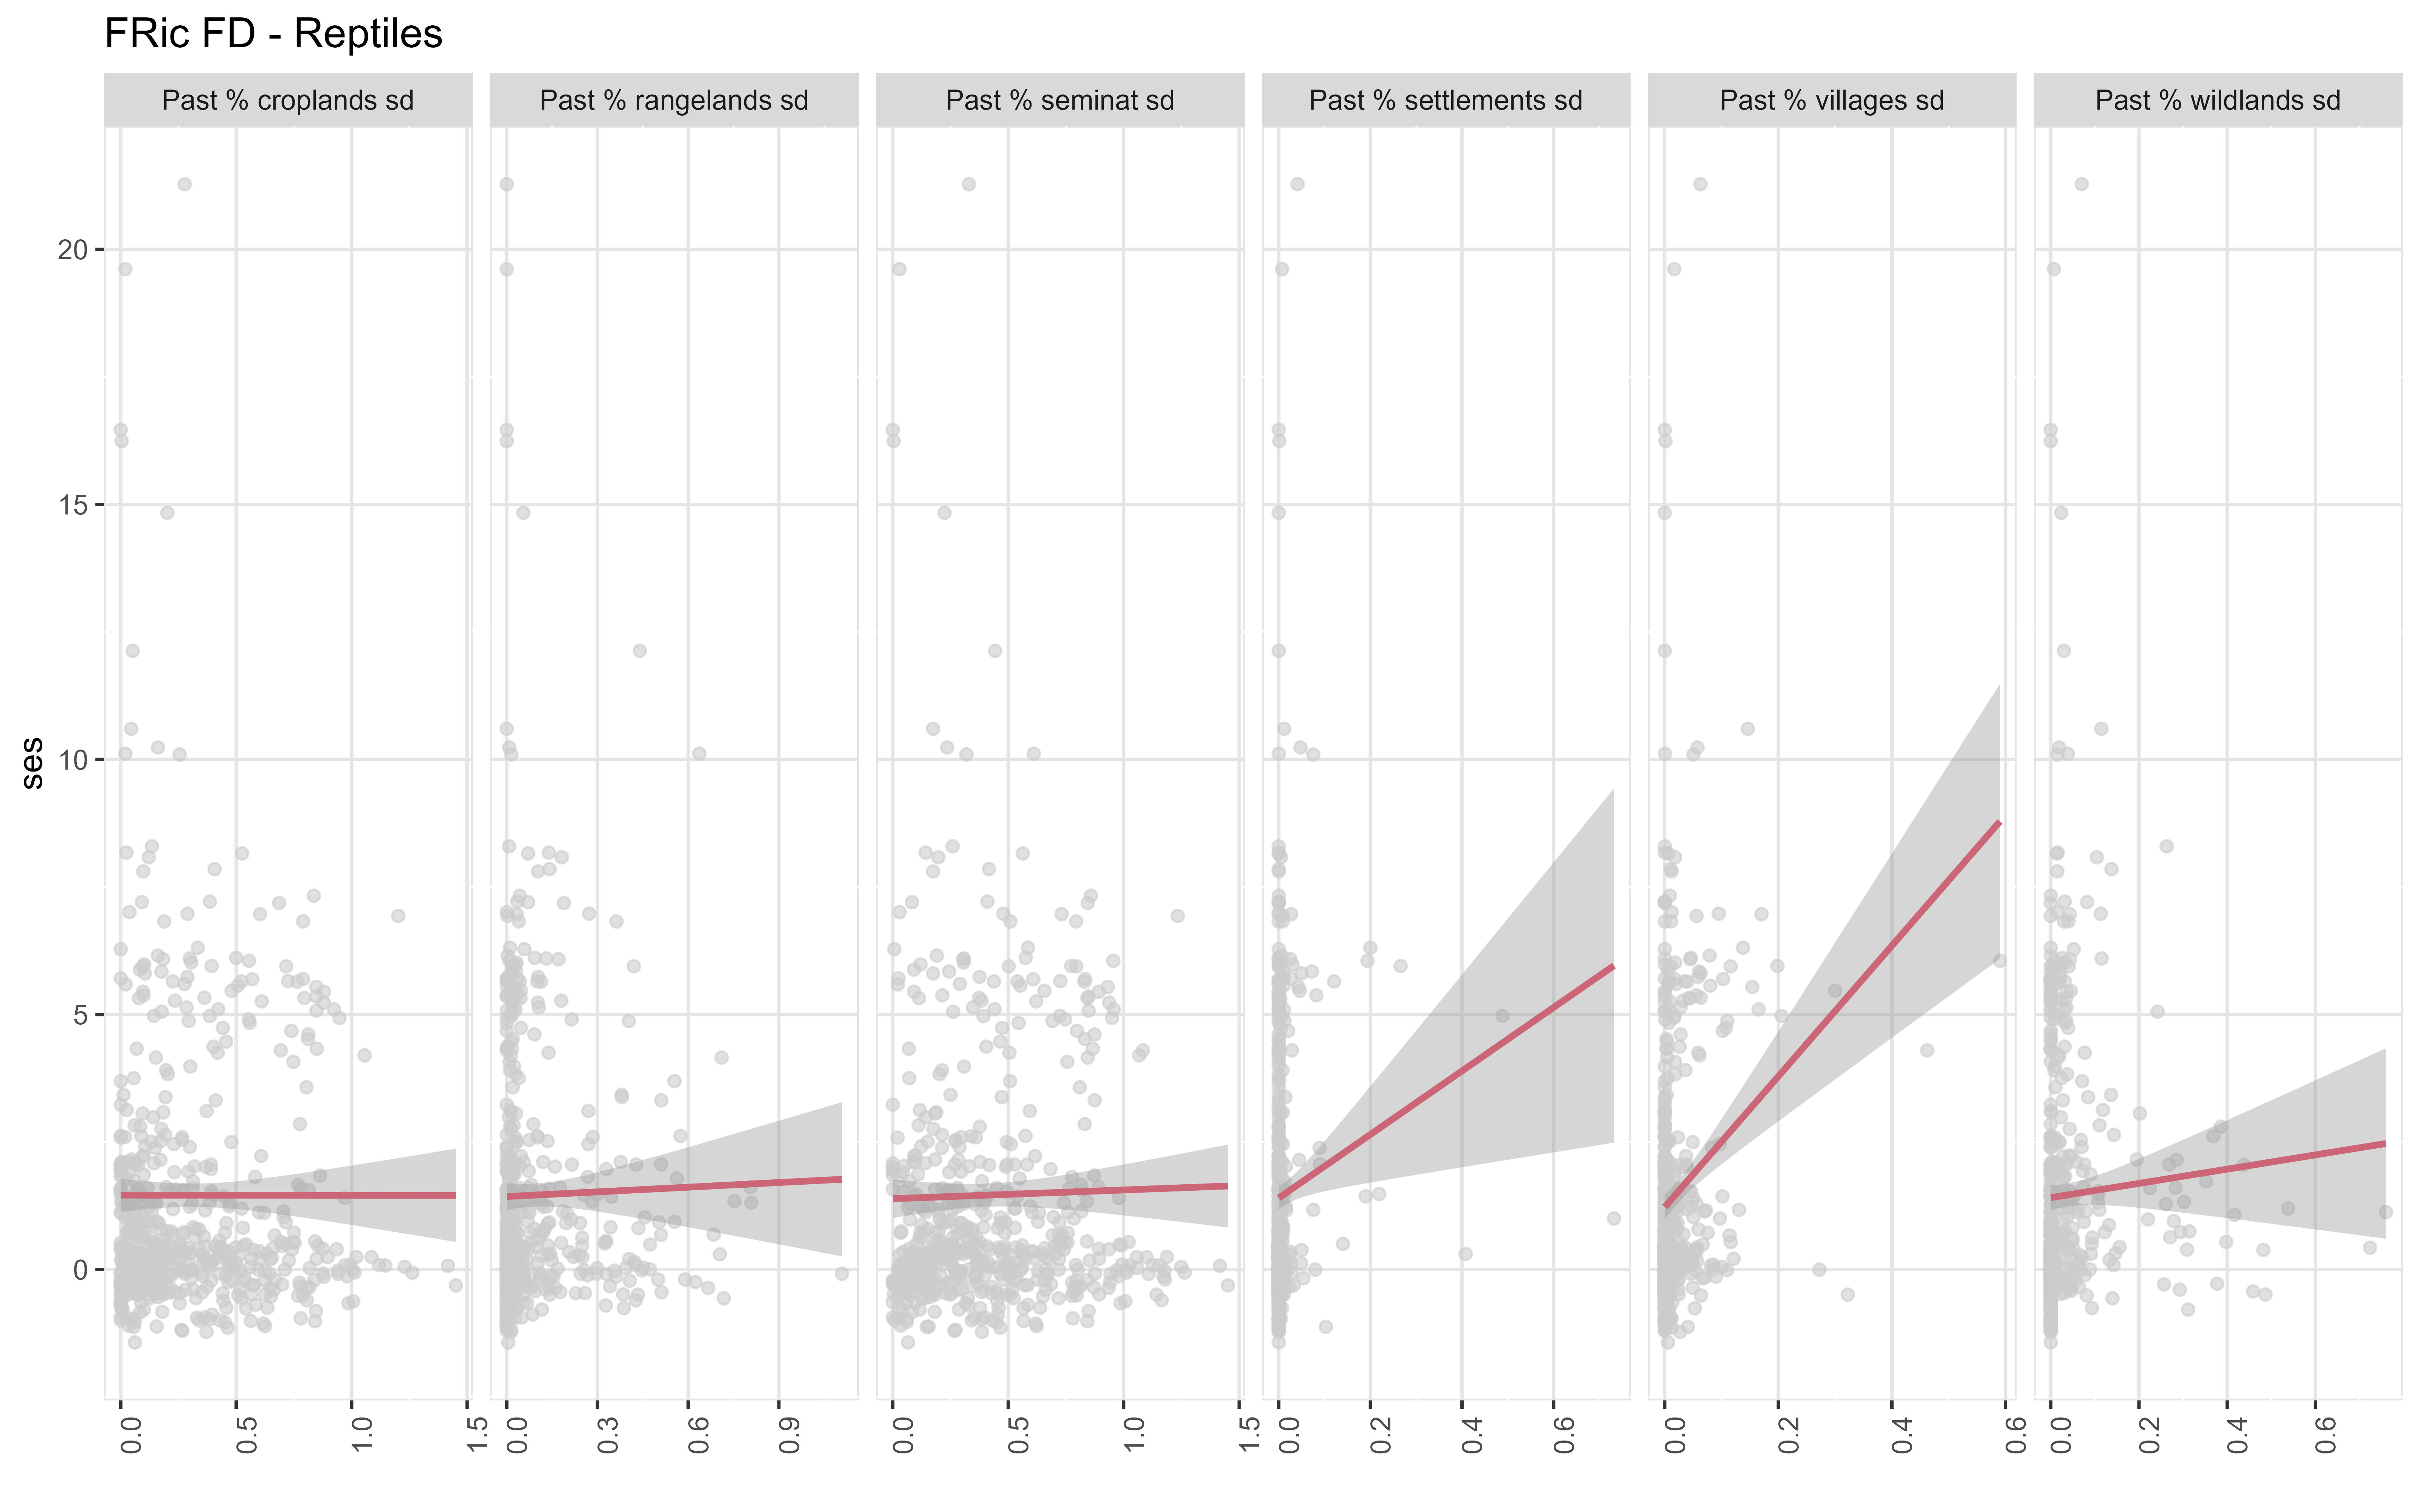 FRic FD - Reptiles
Past % croplands sd
Past % rangelands sd
Past % seminat sd
Past % settlements sd
Past % villages sd
Past % wildlands sd
ses
20
15
10
5
0
0.0 0.5 1.0 1.5
0.0 0.3 0.6 0.9
0.0 0.5 1.0 1.5
0.0 0.2 0.4 0.6
0.0 0.2 0.4 0.6
0.0 0.2 0.4 0.6